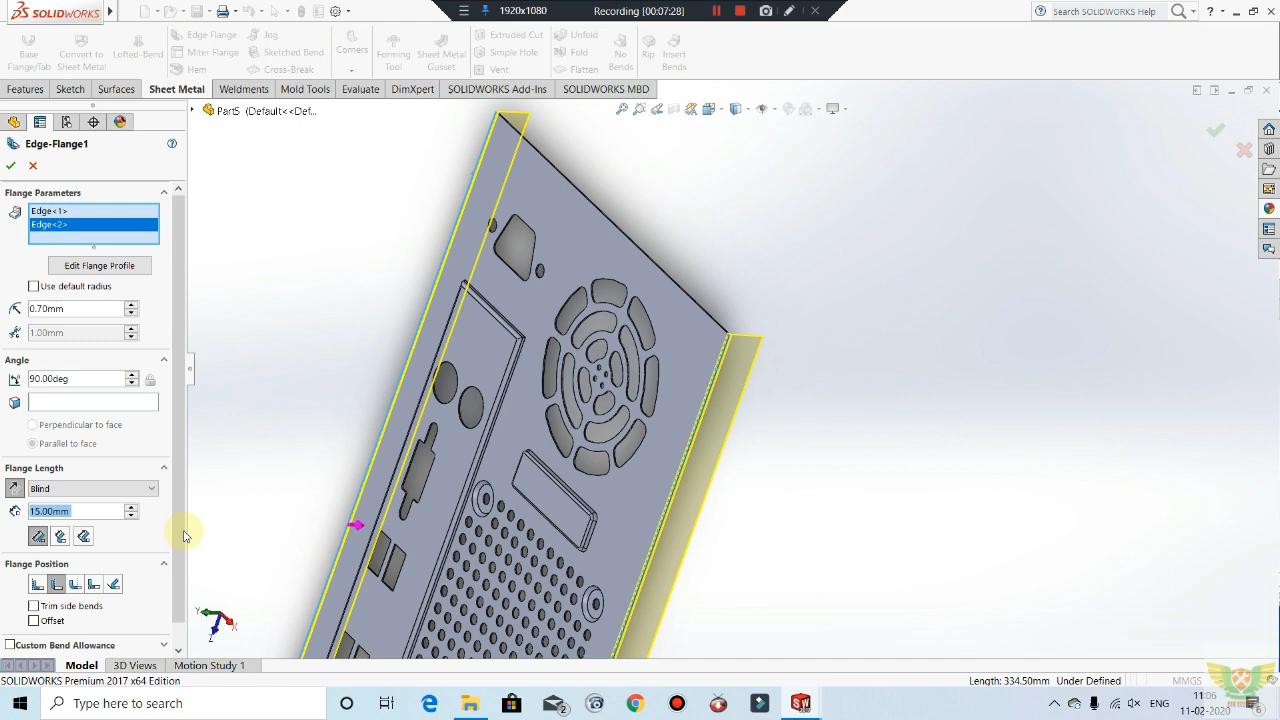 SOLIDWORKS
1920x1080
Recording [00:07:28]
Search SOLIDWORKS Help
Base Flange/Tab
Convert to Sheet Metal
Lofted-Bend
Edge Flange
Miter Flange
Hem
Jog
Sketched Bend
Cross-Break
Corners
Forming Tool
Sheet Metal Gusset
Extruded Cut
Simple Hole
Vent
Unfold
Fold
Flatten
No Bends
Rip
Insert Bends
Features Sketch Surfaces Sheet Metal Weldments Mold Tools Evaluate DimXpert SOLIDWORKS Add-Ins SOLIDWORKS MBD
Part5 (Default<<Def...
Edge-Flange1
Flange Parameters
Edge<1>
Edge<2>
Edit Flange Profile
Use default radius
0.70mm
1.00mm
Angle
90.00deg
Perpendicular to face
Parallel to face
Flange Length
Blind
15.00mm
Flange Position
Trim side bends
Offset
Custom Bend Allowance
Y X Z
Model 3D Views Motion Study 1
SOLIDWORKS Premium 2017 x64 Edition
Length: 334.50mm Under Defined
MMGS
Type here to search
2
SW
2017
ENG
11:06
11-02-2020
6